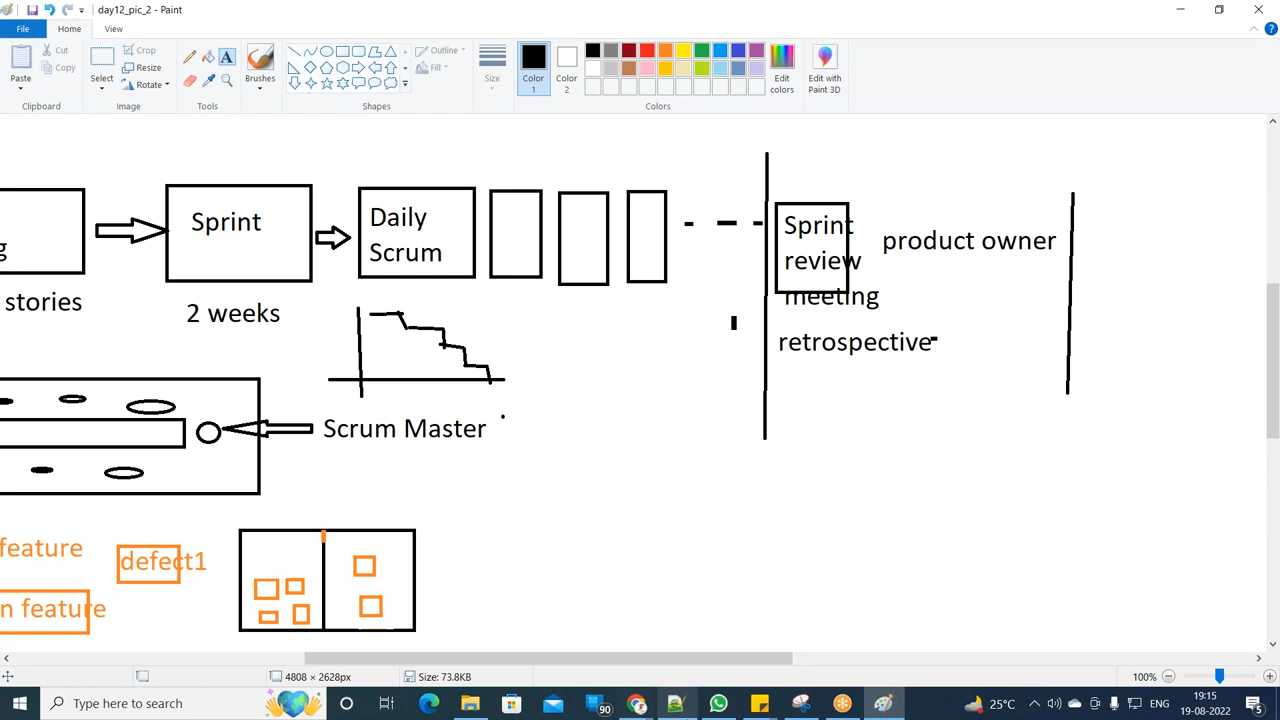 day12_pic_2 - Paint
File
Home
View
Paste
Cut
Copy
Clipboard
Select
Crop
Resize
Rotate
Image
Tools
Brushes
Shapes
Outline
Fill
Size
Color 1
Color 2
Colors
Edit colors
Edit with Paint 3D
g
Sprint
Daily
Scrum
Sprint
review
meeting
product owner
stories
2 weeks
retrospective
Scrum Master
feature
defect1
n feature
4808 × 2628px
Size: 73.8KB
100%
Type here to search
90
25°C
ENG
19:15
19-08-2022
5